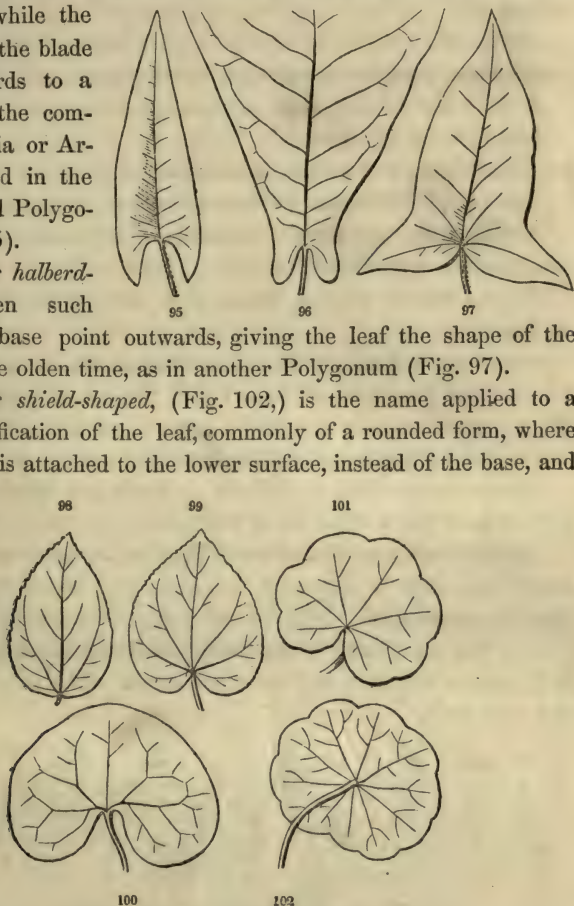 while the
the blade
rds to a
the com-
ia or Ar-
d in the
l Polygo-
).
halberd-
en such
95
96
97
base point outwards, giving the leaf the shape of the
e olden time, as in another Polygonum (Fig. 97).
shield-shaped, (Fig. 102,) is the name applied to a
fication of the leaf, commonly of a rounded form, where
is attached to the lower surface, instead of the base, and
98
99
101
100
102